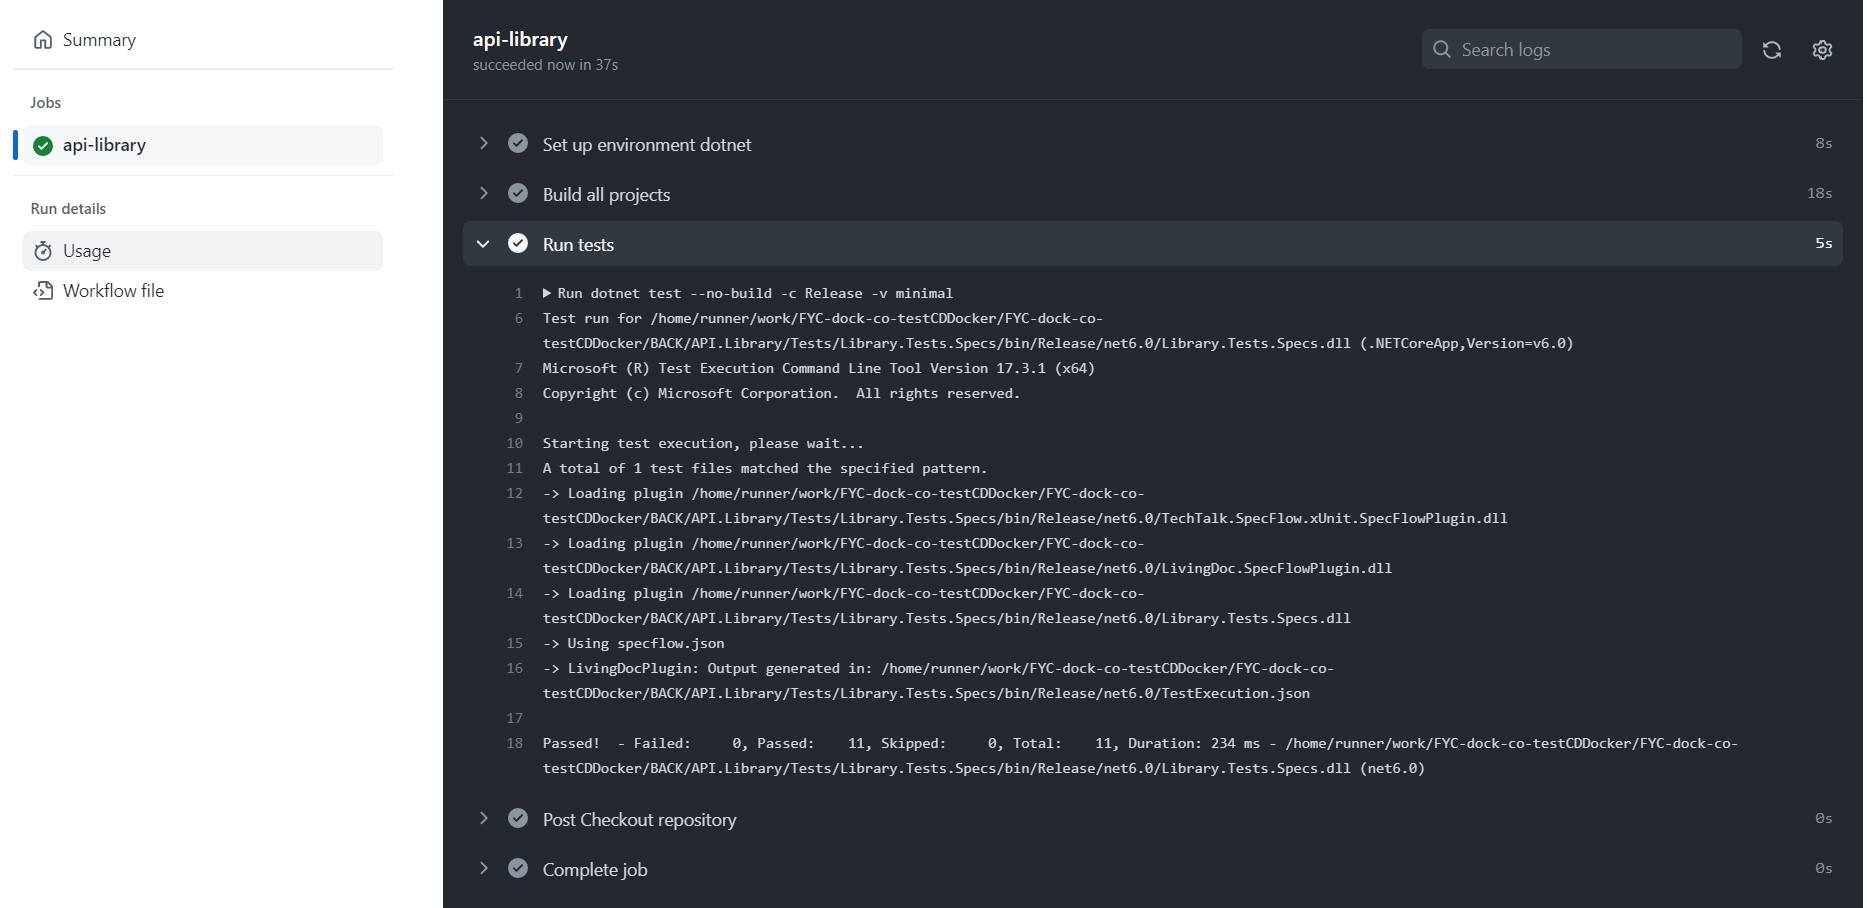 Summary
Jobs
api-library
Run details
Usage
Workflow file
api-library
succeeded now in 37s
Search logs
Set up environment dotnet 8s
Build all projects 18s
Run tests 5s
1 Run dotnet test --no-build -c Release -v minimal
6 Test run for /home/runner/work/FYC-dock-co-testCDDocker/FYC-dock-co-
testCDDocker/BACK/API.Library/Tests/Library.Tests.Specs/bin/Release/net6.0/Library.Tests.Specs.dll (.NETCoreApp,Version=v6.0)
7 Microsoft (R) Test Execution Command Line Tool Version 17.3.1 (x64)
8 Copyright (c) Microsoft Corporation.  All rights reserved.
9
10 Starting test execution, please wait...
11 A total of 1 test files matched the specified pattern.
12 -> Loading plugin /home/runner/work/FYC-dock-co-testCDDocker/FYC-dock-co-
testCDDocker/BACK/API.Library/Tests/Library.Tests.Specs/bin/Release/net6.0/TechTalk.SpecFlow.xUnit.SpecFlowPlugin.dll
13 -> Loading plugin /home/runner/work/FYC-dock-co-testCDDocker/FYC-dock-co-
testCDDocker/BACK/API.Library/Tests/Library.Tests.Specs/bin/Release/net6.0/LivingDoc.SpecFlowPlugin.dll
14 -> Loading plugin /home/runner/work/FYC-dock-co-testCDDocker/FYC-dock-co-
testCDDocker/BACK/API.Library/Tests/Library.Tests.Specs/bin/Release/net6.0/Library.Tests.Specs.dll
15 -> Using specflow.json
16 -> LivingDocPlugin: Output generated in: /home/runner/work/FYC-dock-co-testCDDocker/FYC-dock-co-
testCDDocker/BACK/API.Library/Tests/Library.Tests.Specs/bin/Release/net6.0/TestExecution.json
17
18 Passed!  - Failed:     0, Passed:    11, Skipped:     0, Total:    11, Duration: 234 ms - /home/runner/work/FYC-dock-co-testCDDocker/FYC-dock-co-
testCDDocker/BACK/API.Library/Tests/Library.Tests.Specs/bin/Release/net6.0/Library.Tests.Specs.dll (net6.0)
Post Checkout repository 0s
Complete job 0s